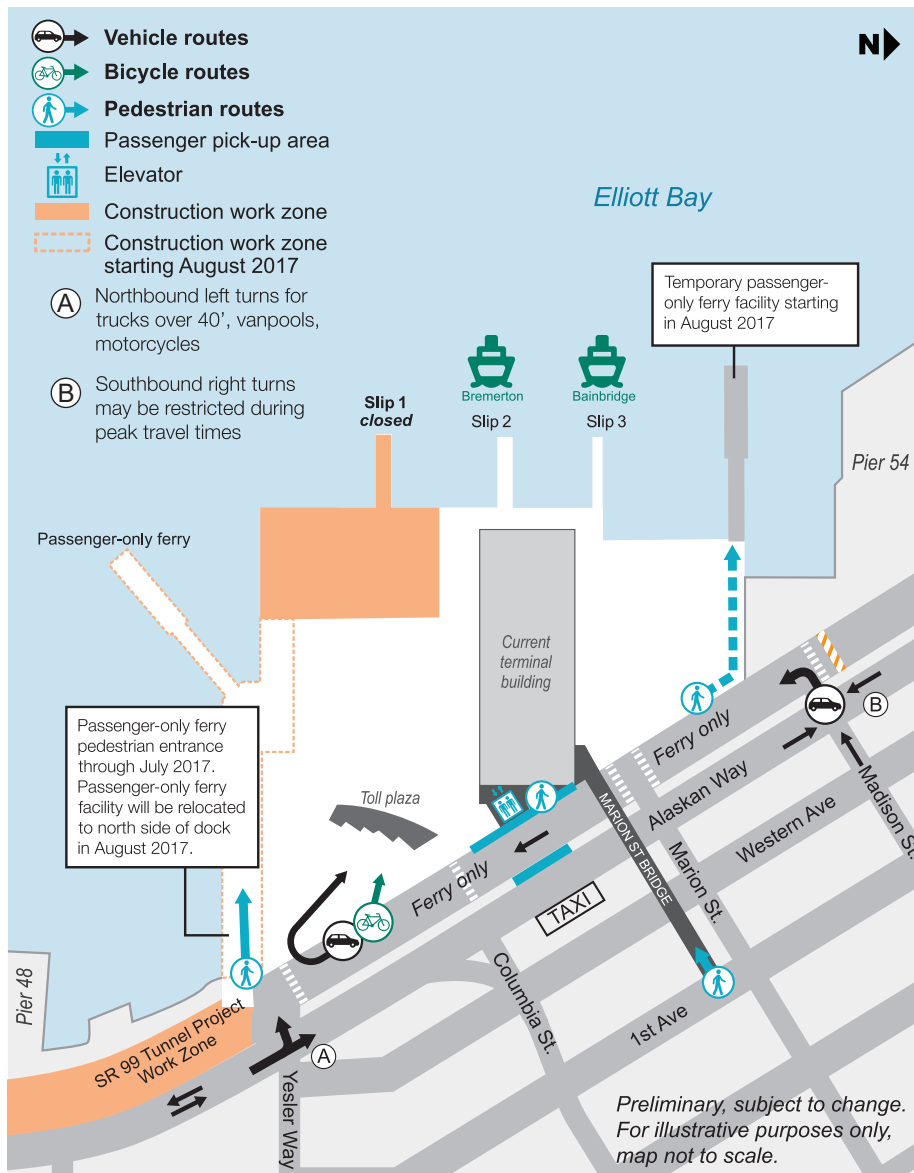 Vehicle routes
Bicycle routes
Pedestrian routes
Passenger pick-up area
Elevator
Construction work zone
Construction work zone
starting August 2017
A
Northbound left turns for
trucks over 40’, vanpools,
motorcycles
B
Southbound right turns
may be restricted during
peak travel times
N
Elliott Bay
Temporary passenger-
only ferry facility starting
in August 2017
Bremerton
Bainbridge
Slip 1
closed
Slip 2
Slip 3
Pier 54
Passenger-only ferry
Current
terminal
building
Passenger-only ferry
pedestrian entrance
through July 2017.
Passenger-only ferry
facility will be relocated
to north side of dock
in August 2017.
Toll plaza
Ferry only
Ferry only
B
Alaskan Way
Madison St.
Western Ave
MARION ST BRIDGE
Marion St.
TAXI
Columbia St.
1st Ave
Pier 48
SR 99 Tunnel Project
Work Zone
A
Yesler Way
Preliminary, subject to change.
For illustrative purposes only,
map not to scale.